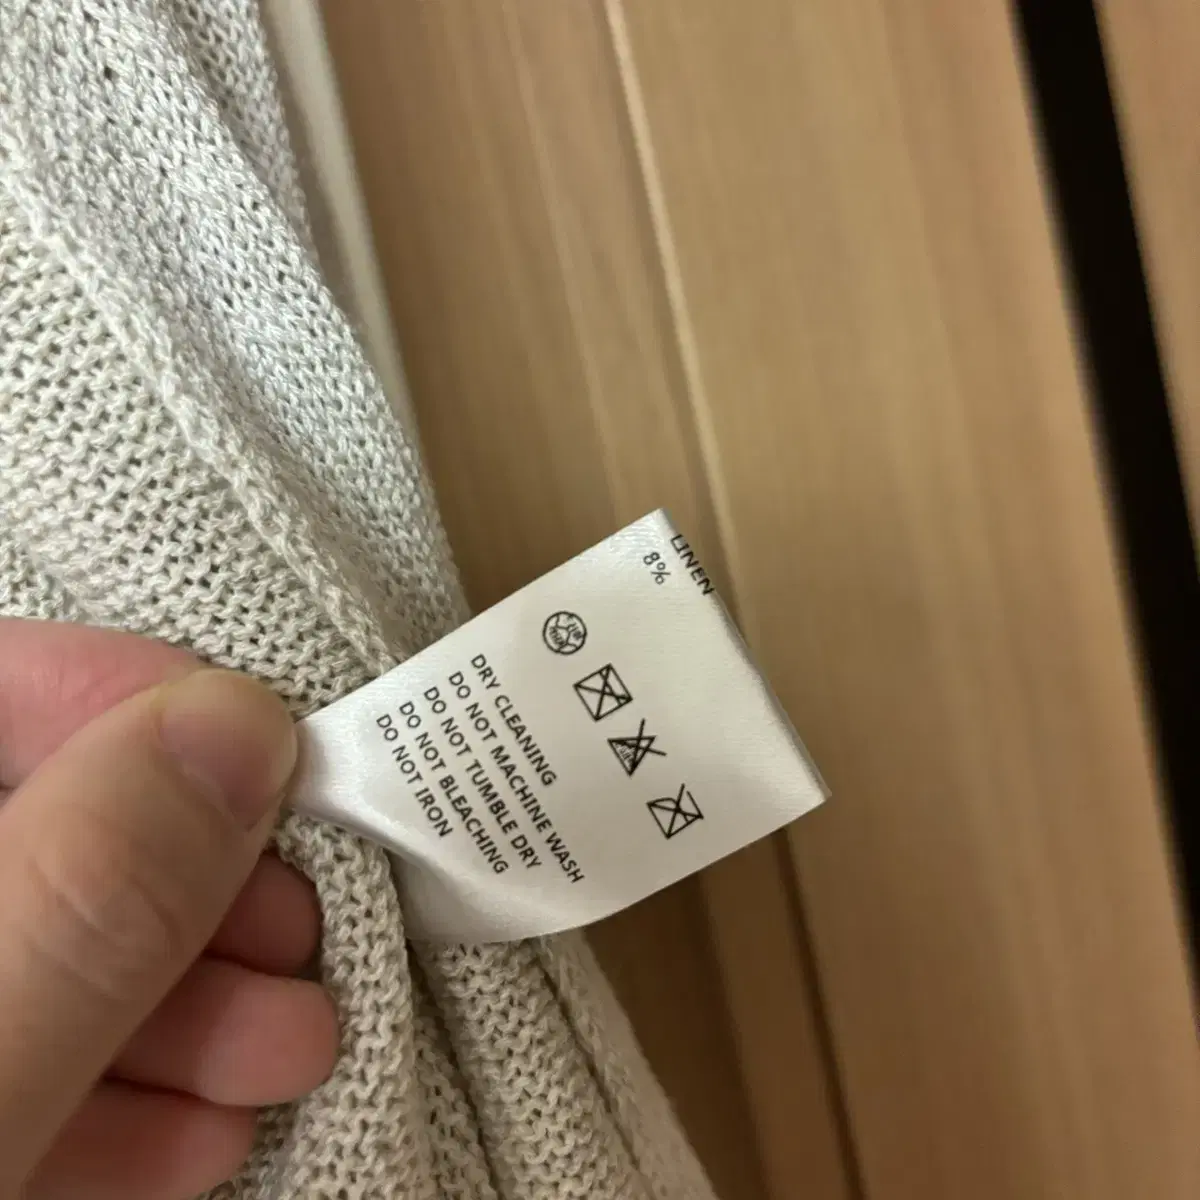 LINEN
8%
DRY CLEANING
DO NOT MACHINE WASH
DO NOT TUMBLE DRY
DO NOT BLEACHING
DO NOT IRON